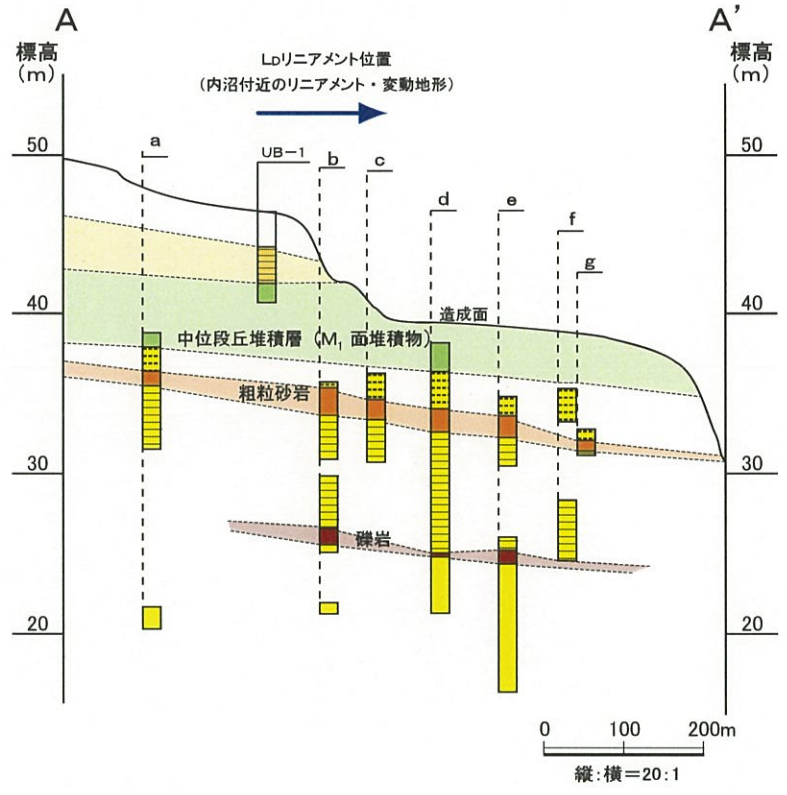 A
A’
標高
（m）
標高
（m）
LDリニアメント位置
（内沼付近のリニアメント・変動地形）
50
50
a
UB−1
b
c
d
e
f
g
40
40
造成面
中位段丘堆積層（M1 面堆積物）
粗粒砂岩
30
30
礫岩
20
20
0 100 200m
縦：横＝20：1